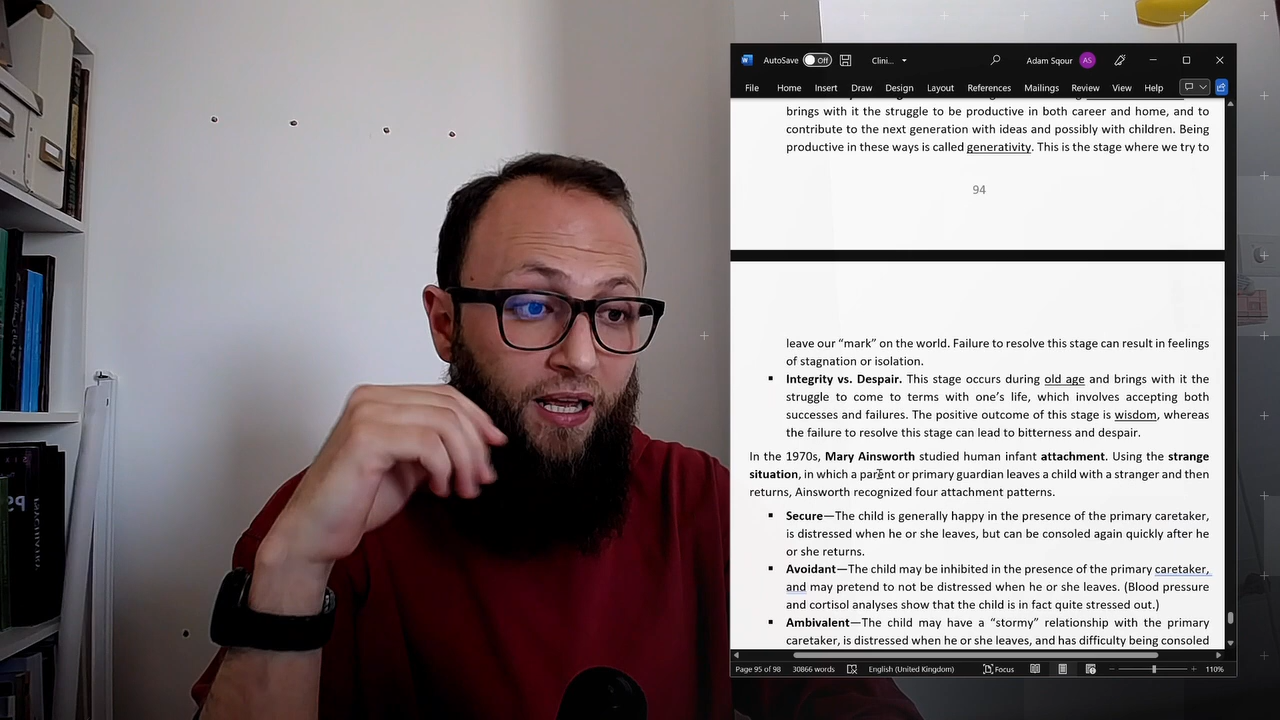 AutoSave Off Clini... Adam Sqour AS
File Home Insert Draw Design Layout References Mailings Review View Help
brings with it the struggle to be productive in both career and home, and to
contribute to the next generation with ideas and possibly with children. Being
productive in these ways is called generativity. This is the stage where we try to
94
leave our “mark” on the world. Failure to resolve this stage can result in feelings
of stagnation or isolation.
▪ Integrity vs. Despair. This stage occurs during old age and brings with it the
struggle to come to terms with one’s life, which involves accepting both
successes and failures. The positive outcome of this stage is wisdom, whereas
the failure to resolve this stage can lead to bitterness and despair.
In the 1970s, Mary Ainsworth studied human infant attachment. Using the strange
situation, in which a parent or primary guardian leaves a child with a stranger and then
returns, Ainsworth recognized four attachment patterns.
▪ Secure—The child is generally happy in the presence of the primary caretaker,
is distressed when he or she leaves, but can be consoled again quickly after he
or she returns.
▪ Avoidant—The child may be inhibited in the presence of the primary caretaker,
and may pretend to not be distressed when he or she leaves. (Blood pressure
and cortisol analyses show that the child is in fact quite stressed out.)
▪ Ambivalent—The child may have a “stormy” relationship with the primary
caretaker, is distressed when he or she leaves, and has difficulty being consoled
Page 95 of 98 30866 words English (United Kingdom) Focus 110%